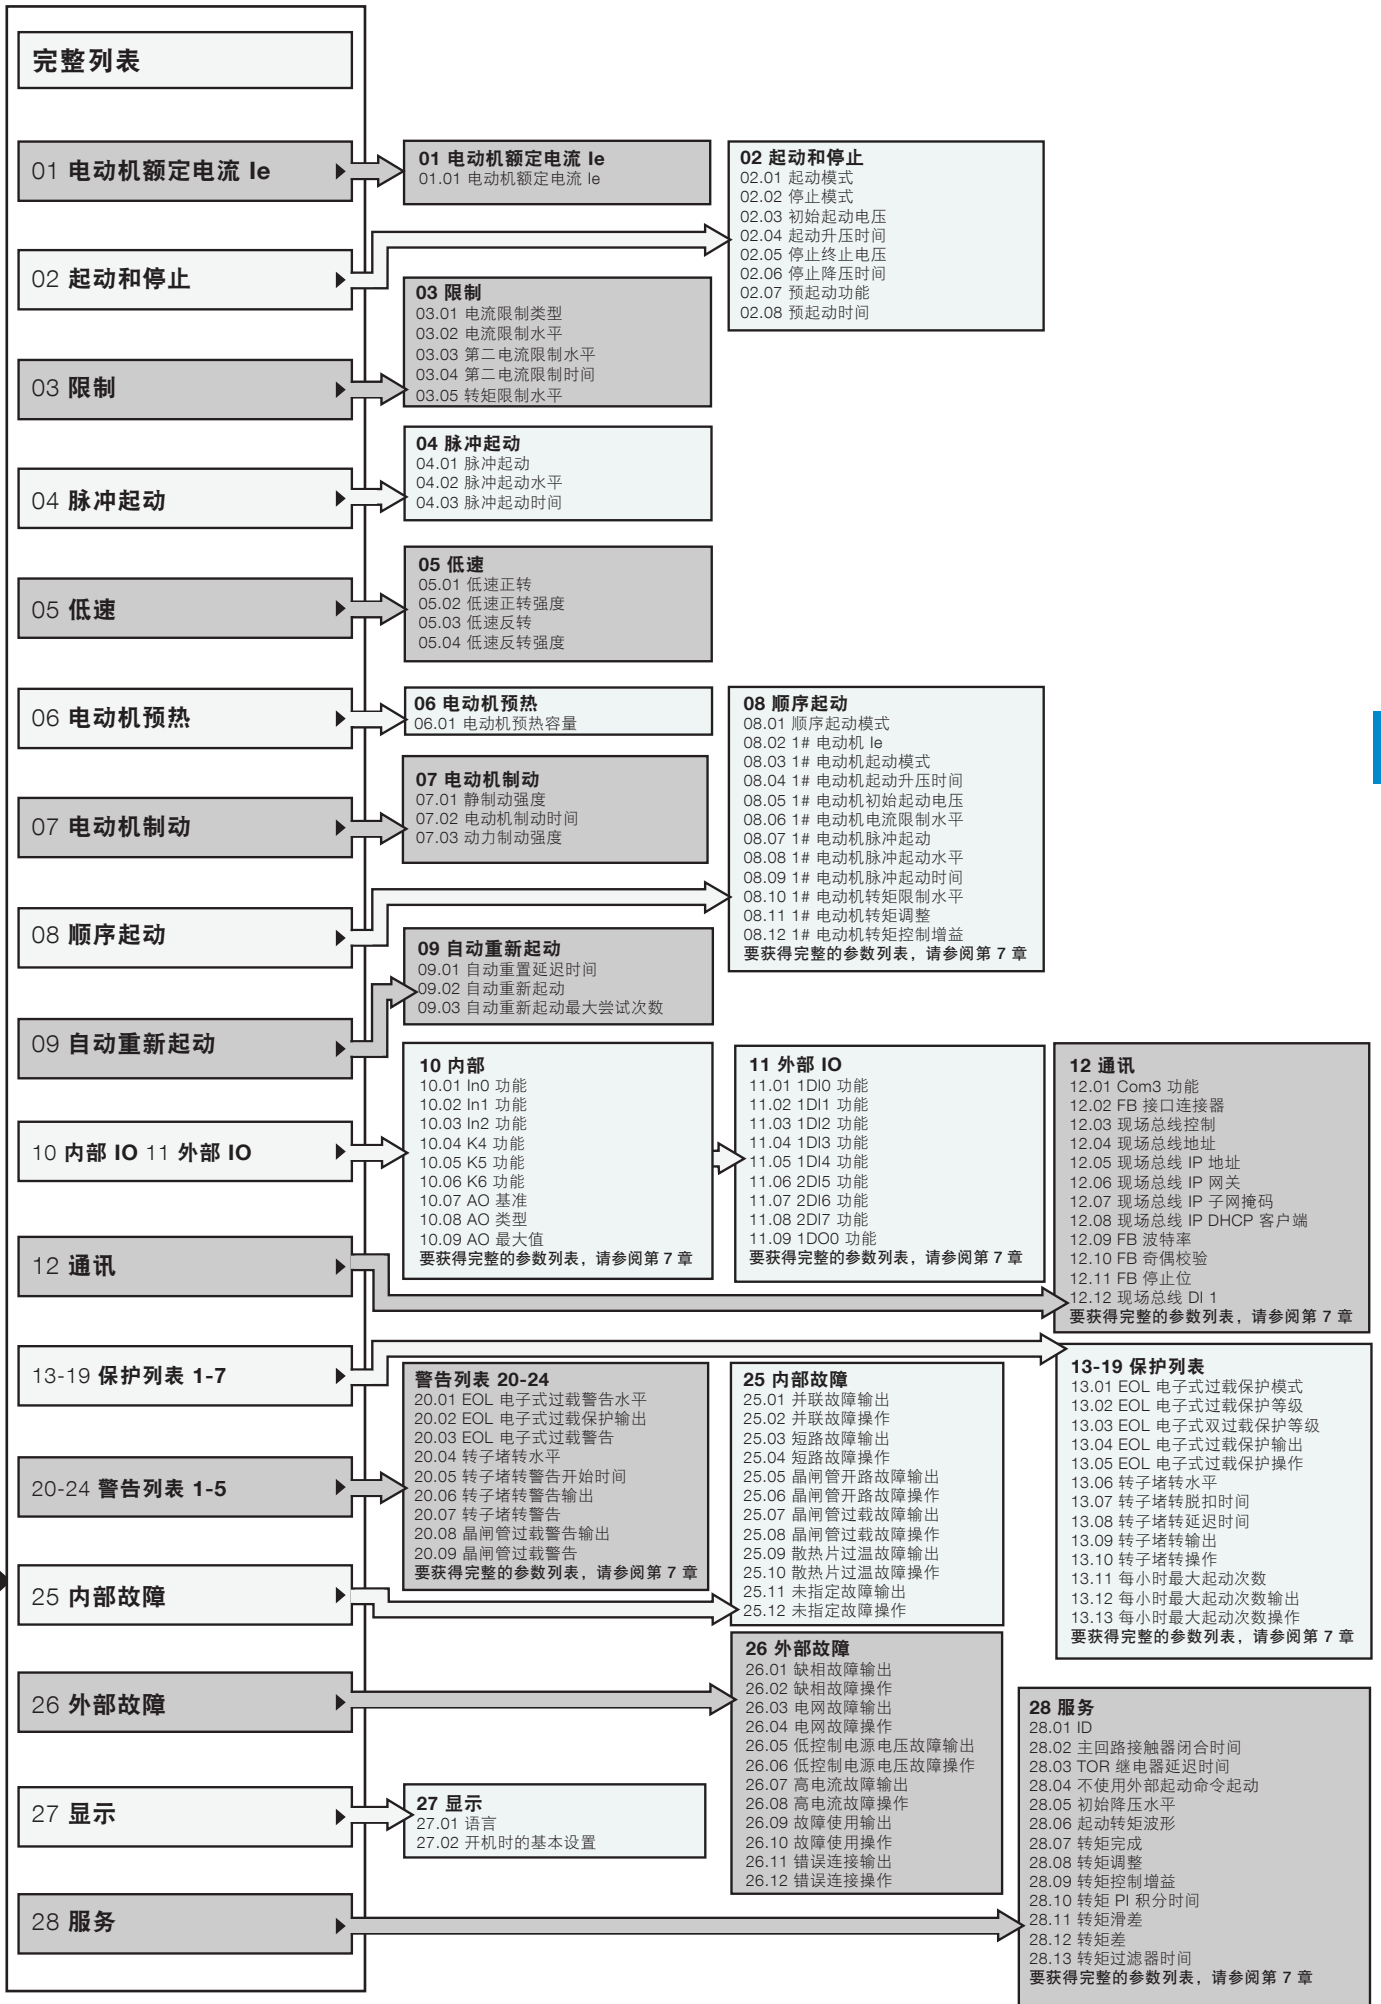 完整列表
01 电动机额定电流 Ie
02 起动和停止
03 限制
04 脉冲起动
05 低速
06 电动机预热
07 电动机制动
08 顺序起动
09 自动重新起动
10 内部 IO 11 外部 IO
12 通讯
13-19 保护列表 1-7
20-24 警告列表 1-5
25 内部故障
26 外部故障
27 显示
28 服务
01 电动机额定电流 Ie
01.01 电动机额定电流 Ie
02 起动和停止
02.01 起动模式
02.02 停止模式
02.03 初始起动电压
02.04 起动升压时间
02.05 停止终止电压
02.06 停止降压时间
02.07 预起动功能
02.08 预起动时间
03 限制
03.01 电流限制类型
03.02 电流限制水平
03.03 第二电流限制水平
03.04 第二电流限制时间
03.05 转矩限制水平
04 脉冲起动
04.01 脉冲起动
04.02 脉冲起动水平
04.03 脉冲起动时间
05 低速
05.01 低速正转
05.02 低速正转强度
05.03 低速反转
05.04 低速反转强度
06 电动机预热
06.01 电动机预热容量
07 电动机制动
07.01 静制动强度
07.02 电动机制动时间
07.03 动力制动强度
08 顺序起动
08.01 顺序起动模式
08.02 1# 电动机 Ie
08.03 1# 电动机起动模式
08.04 1# 电动机起动升压时间
08.05 1# 电动机初始起动电压
08.06 1# 电动机电流限制水平
08.07 1# 电动机脉冲起动
08.08 1# 电动机脉冲起动水平
08.09 1# 电动机脉冲起动时间
08.10 1# 电动机转矩限制水平
08.11 1# 电动机转矩调整
08.12 1# 电动机转矩控制增益
要获得完整的参数列表，请参阅第 7 章
09 自动重新起动
09.01 自动重置延迟时间
09.02 自动重新起动
09.03 自动重新起动最大尝试次数
10 内部
10.01 In0 功能
10.02 In1 功能
10.03 In2 功能
10.04 K4 功能
10.05 K5 功能
10.06 K6 功能
10.07 AO 基准
10.08 AO 类型
10.09 AO 最大值
要获得完整的参数列表，请参阅第 7 章
11 外部 IO
11.01 1DI0 功能
11.02 1DI1 功能
11.03 1DI2 功能
11.04 1DI3 功能
11.05 1DI4 功能
11.06 2DI5 功能
11.07 2DI6 功能
11.08 2DI7 功能
11.09 1DO0 功能
要获得完整的参数列表，请参阅第 7 章
12 通讯
12.01 Com3 功能
12.02 FB 接口连接器
12.03 现场总线控制
12.04 现场总线地址
12.05 现场总线 IP 地址
12.06 现场总线 IP 网关
12.07 现场总线 IP 子网掩码
12.08 现场总线 IP DHCP 客户端
12.09 FB 波特率
12.10 FB 奇偶校验
12.11 FB 停止位
12.12 现场总线 DI 1
要获得完整的参数列表，请参阅第 7 章
13-19 保护列表
13.01 EOL 电子式过载保护模式
13.02 EOL 电子式过载保护等级
13.03 EOL 电子式双过载保护等级
13.04 EOL 电子式过载保护输出
13.05 EOL 电子式过载保护操作
13.06 转子堵转水平
13.07 转子堵转脱扣时间
13.08 转子堵转延迟时间
13.09 转子堵转输出
13.10 转子堵转操作
13.11 每小时最大起动次数
13.12 每小时最大起动次数输出
13.13 每小时最大起动次数操作
要获得完整的参数列表，请参阅第 7 章
警告列表 20-24
20.01 EOL 电子式过载警告水平
20.02 EOL 电子式过载保护输出
20.03 EOL 电子式过载警告
20.04 转子堵转水平
20.05 转子堵转警告开始时间
20.06 转子堵转警告输出
20.07 转子堵转警告
20.08 晶闸管过载警告输出
20.09 晶闸管过载警告
要获得完整的参数列表，请参阅第 7 章
25 内部故障
25.01 并联故障输出
25.02 并联故障操作
25.03 短路故障输出
25.04 短路故障操作
25.05 晶闸管开路故障输出
25.06 晶闸管开路故障操作
25.07 晶闸管过载故障输出
25.08 晶闸管过载故障操作
25.09 散热片过温故障输出
25.10 散热片过温故障操作
25.11 未指定故障输出
25.12 未指定故障操作
26 外部故障
26.01 缺相故障输出
26.02 缺相故障操作
26.03 电网故障输出
26.04 电网故障操作
26.05 低控制电源电压故障输出
26.06 低控制电源电压故障操作
26.07 高电流故障输出
26.08 高电流故障操作
26.09 故障使用输出
26.10 故障使用操作
26.11 错误连接输出
26.12 错误连接操作
27 显示
27.01 语言
27.02 开机时的基本设置
28 服务
28.01 ID
28.02 主回路接触器闭合时间
28.03 TOR 继电器延迟时间
28.04 不使用外部起动命令起动
28.05 初始降压水平
28.06 起动转矩波形
28.07 转矩完成
28.08 转矩调整
28.09 转矩控制增益
28.10 转矩 PI 积分时间
28.11 转矩滑差
28.12 转矩差
28.13 转矩过滤器时间
要获得完整的参数列表，请参阅第 7 章